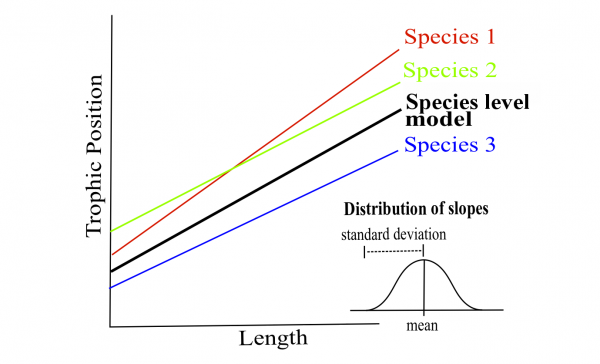 Species 1
Species 2
Species level
model
Species 3
Trophic Position
Length
Distribution of slopes
standard deviation
mean